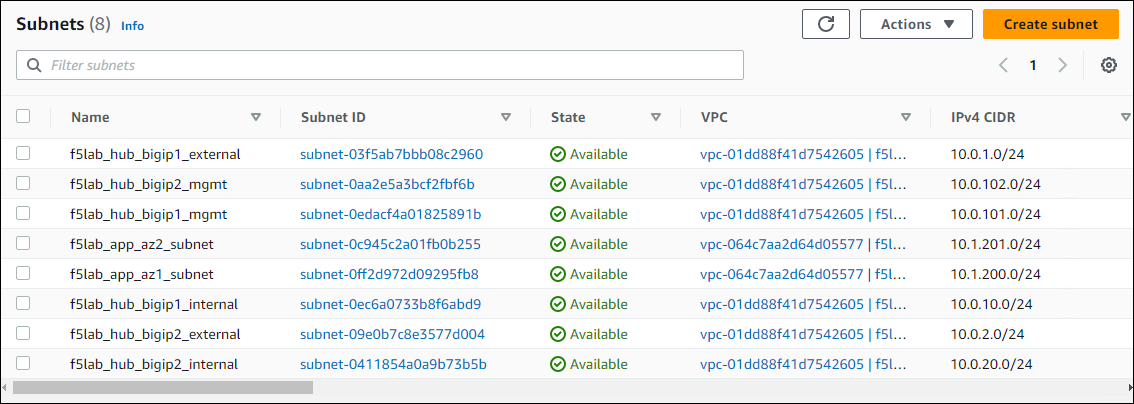 Subnets (8) Info Actions Create subnet
Filter subnets 1
Name Subnet ID State VPC IPv4 CIDR
f5lab_hub_bigip1_external subnet-03f5ab7bbb08c2960 Available vpc-01dd88f41d7542605 | f5l... 10.0.1.0/24
f5lab_hub_bigip2_mgmt subnet-0aa2e5a3bcf2fbf6b Available vpc-01dd88f41d7542605 | f5l... 10.0.102.0/24
f5lab_hub_bigip1_mgmt subnet-0edacf4a01825891b Available vpc-01dd88f41d7542605 | f5l... 10.0.101.0/24
f5lab_app_az2_subnet subnet-0c945c2a01fb0b255 Available vpc-064c7aa2d64d05577 | f5l... 10.1.201.0/24
f5lab_app_az1_subnet subnet-0ff2d972d09295fb8 Available vpc-064c7aa2d64d05577 | f5l... 10.1.200.0/24
f5lab_hub_bigip1_internal subnet-0ec6a0733b8f6abd9 Available vpc-01dd88f41d7542605 | f5l... 10.0.10.0/24
f5lab_hub_bigip2_external subnet-09e0b7c8e3577d004 Available vpc-01dd88f41d7542605 | f5l... 10.0.2.0/24
f5lab_hub_bigip2_internal subnet-0411854a0a9b73b5b Available vpc-01dd88f41d7542605 | f5l... 10.0.20.0/24